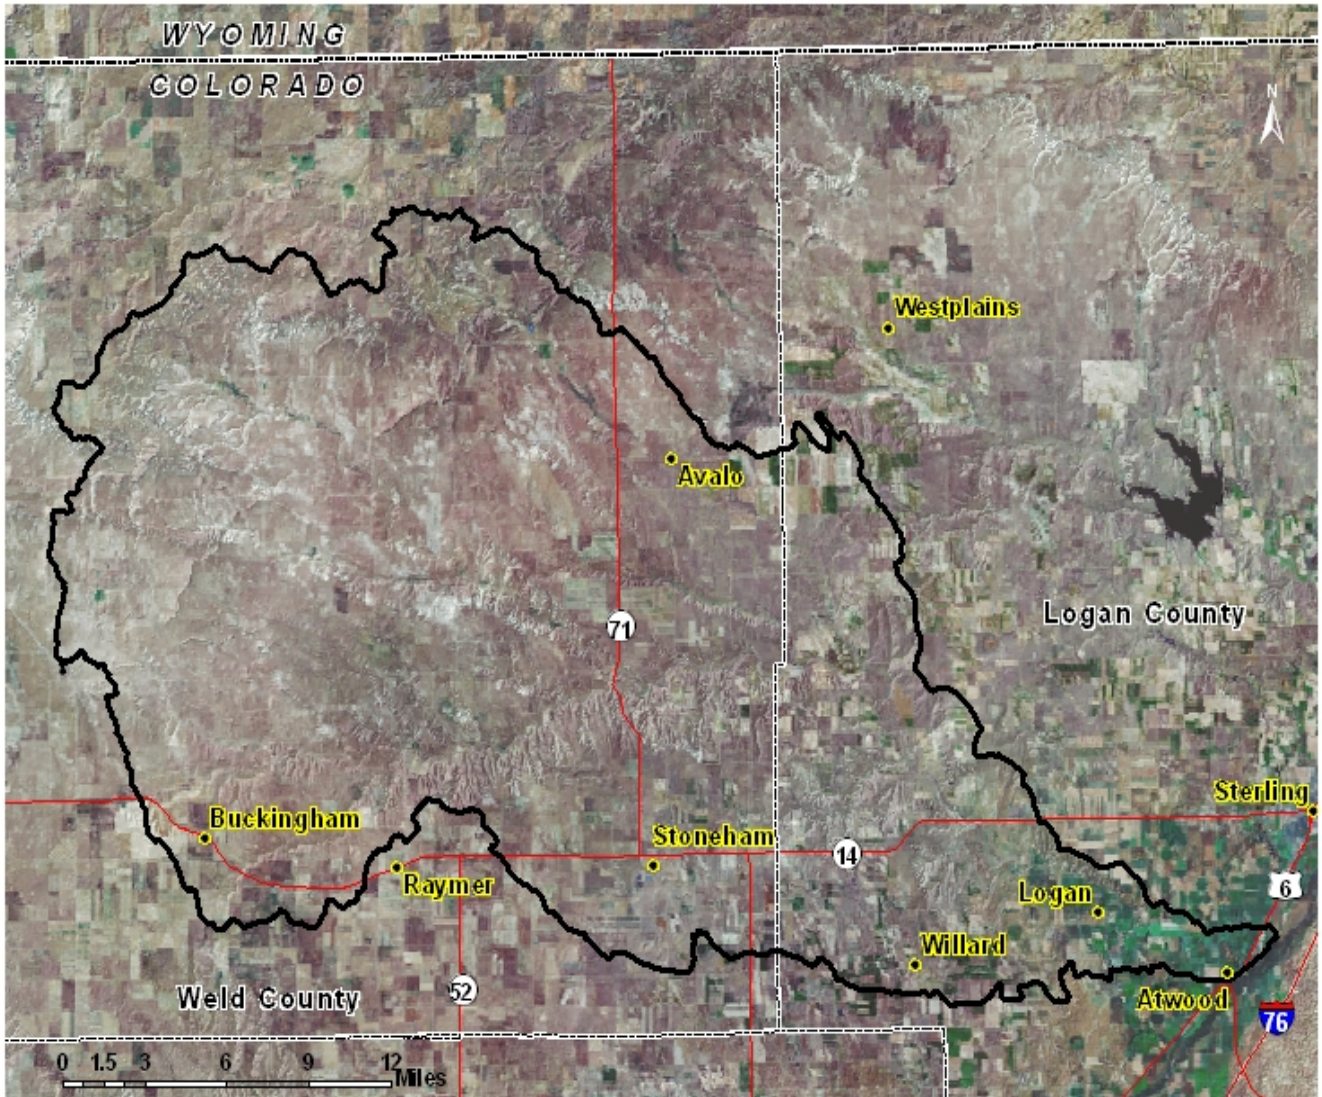 WYOMING
COLORADO
N
Westplains
Avalo
71
Logan County
Sterling
Buckingham
Stoneham
14
Raymer
6
Logan
Willard
52
Weld County
Atwood
76
0 1.5 3 6 9 12
Miles